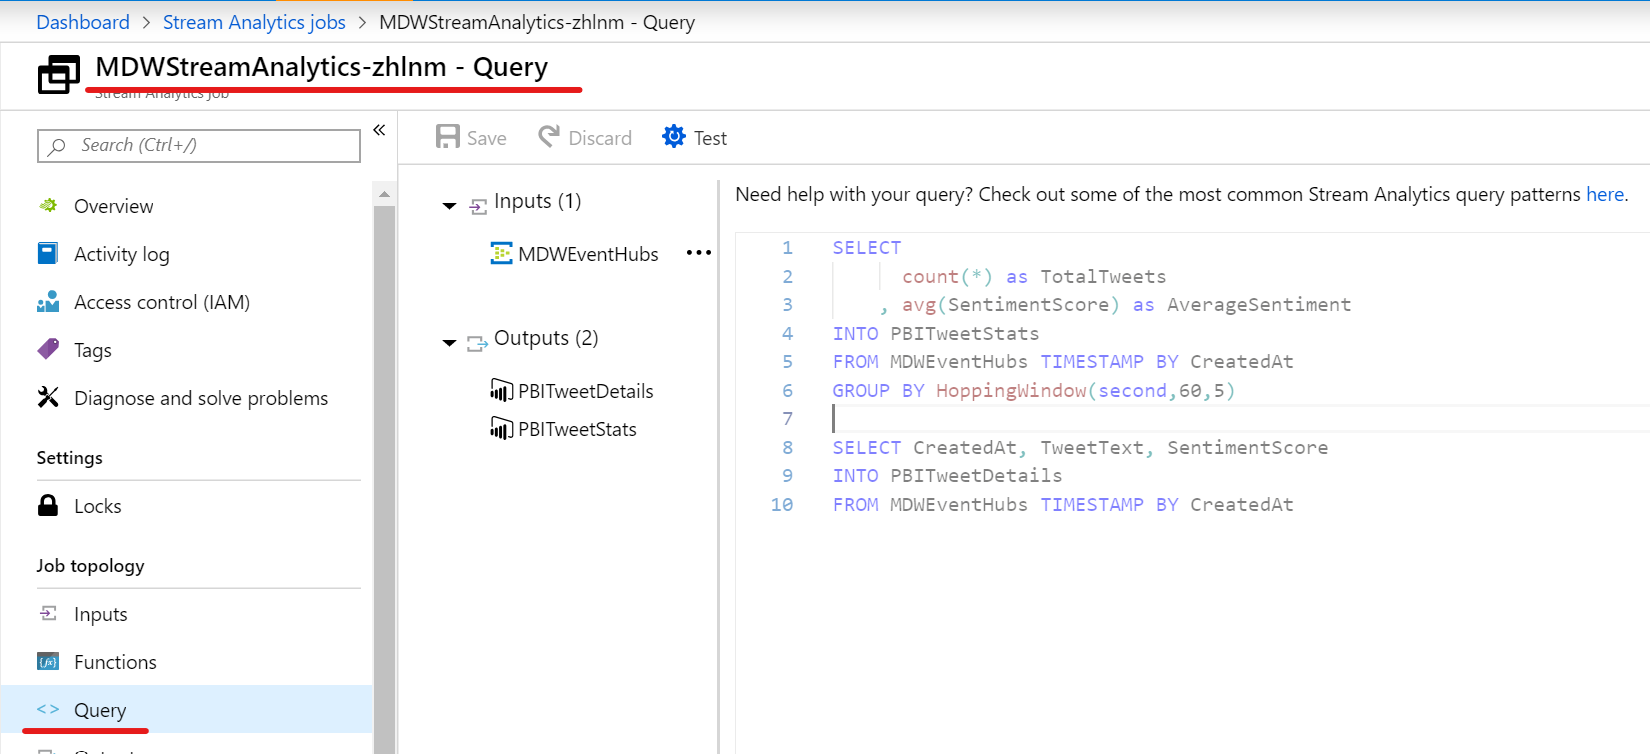 Dashboard > Stream Analytics jobs > MDWStreamAnalytics-zhlnm - Query
MDWStreamAnalytics-zhlnm - Query
Stream Analytics job
Search (Ctrl+/)
«
Overview
Activity log
Access control (IAM)
Tags
Diagnose and solve problems
Settings
Locks
Job topology
Inputs
Functions
<> Query
Save Discard Test
Inputs (1)
MDWEventHubs ...
Outputs (2)
PBITweetDetails
PBITweetStats
Need help with your query? Check out some of the most common Stream Analytics query patterns here.
1 SELECT
2 count(*) as TotalTweets
3 , avg(SentimentScore) as AverageSentiment
4 INTO PBITweetStats
5 FROM MDWEventHubs TIMESTAMP BY CreatedAt
6 GROUP BY HoppingWindow(second,60,5)
7
8 SELECT CreatedAt, TweetText, SentimentScore
9 INTO PBITweetDetails
10 FROM MDWEventHubs TIMESTAMP BY CreatedAt